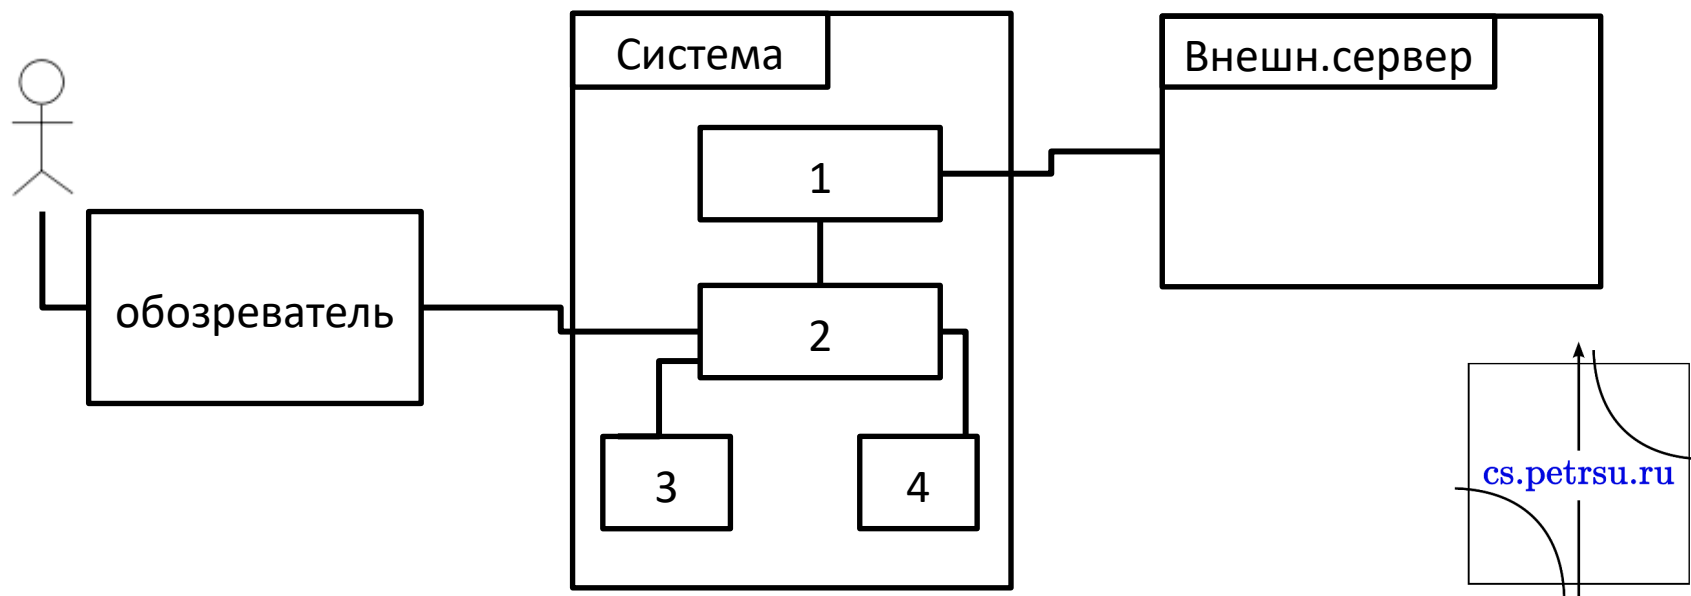 Система
Внешн.сервер
1
обозреватель
2
3
4
cs.petrsu.ru